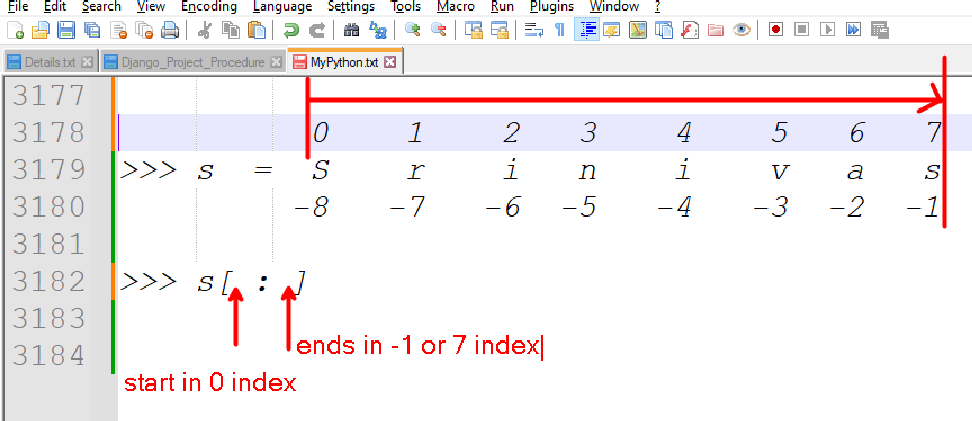 File Edit Search View Encoding Language Settings Tools Macro Run Plugins Window ?
Details.txt Django_Project_Procedure MyPython.txt
3177
3178 0 1 2 3 4 5 6 7
3179 >>> s = S r i n i v a s
3180 -8 -7 -6 -5 -4 -3 -2 -1
3181
3182 >>> s[ : ]
3183
3184
ends in -1 or 7 index
start in 0 index